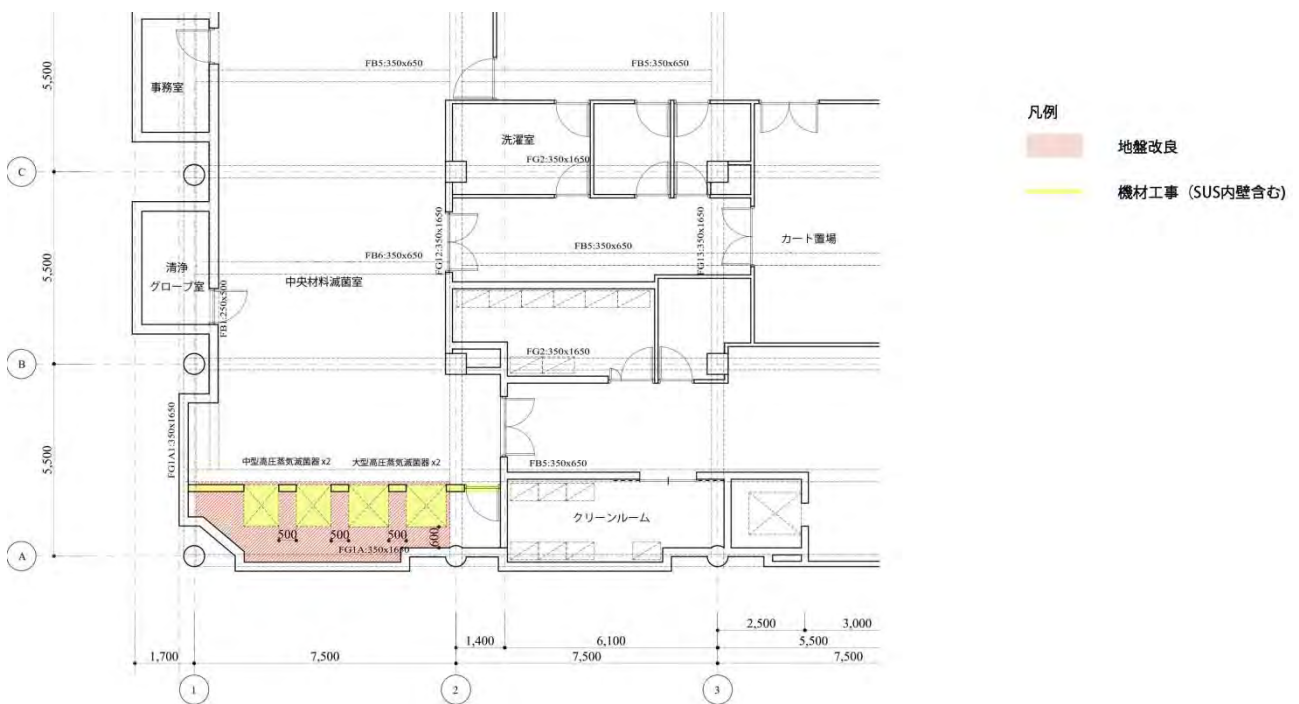 FB5:350x650
FB5:350x650
5,500
事務室
凡例
洗濯室
地盤改良
FG2:350x1650
C
機材工事（SUS内壁含む)
FG12:350x1650
FG13:350x1650
カート置場
5,500
FB6:350x650
FB5:350x650
清浄
グローブ室
中央材料滅菌室
FB1:250x500
FG2:350x1650
B
FG1A1:350x1650
5,500
中型高圧蒸気滅菌器 x2
大型高圧蒸気滅菌器 x2
FB5:350x650
クリーンルーム
500
500
500
600
FG1A:350x1650
A
2,500
3,000
1,400
6,100
5,500
1,700
7,500
7,500
7,500
1
2
3